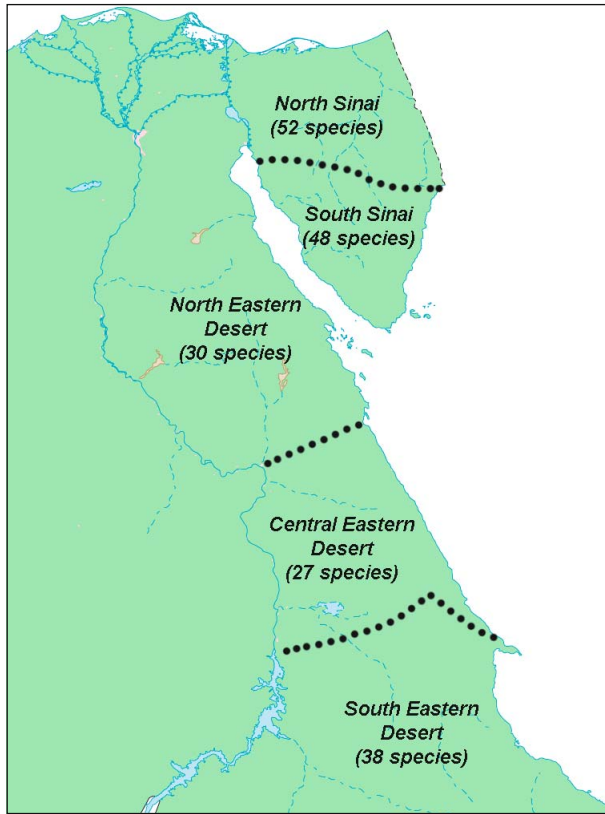 North Sinai
(52 species)
South Sinai
(48 species)
North Eastern
Desert
(30 species)
Central Eastern
Desert
(27 species)
South Eastern
Desert
(38 species)